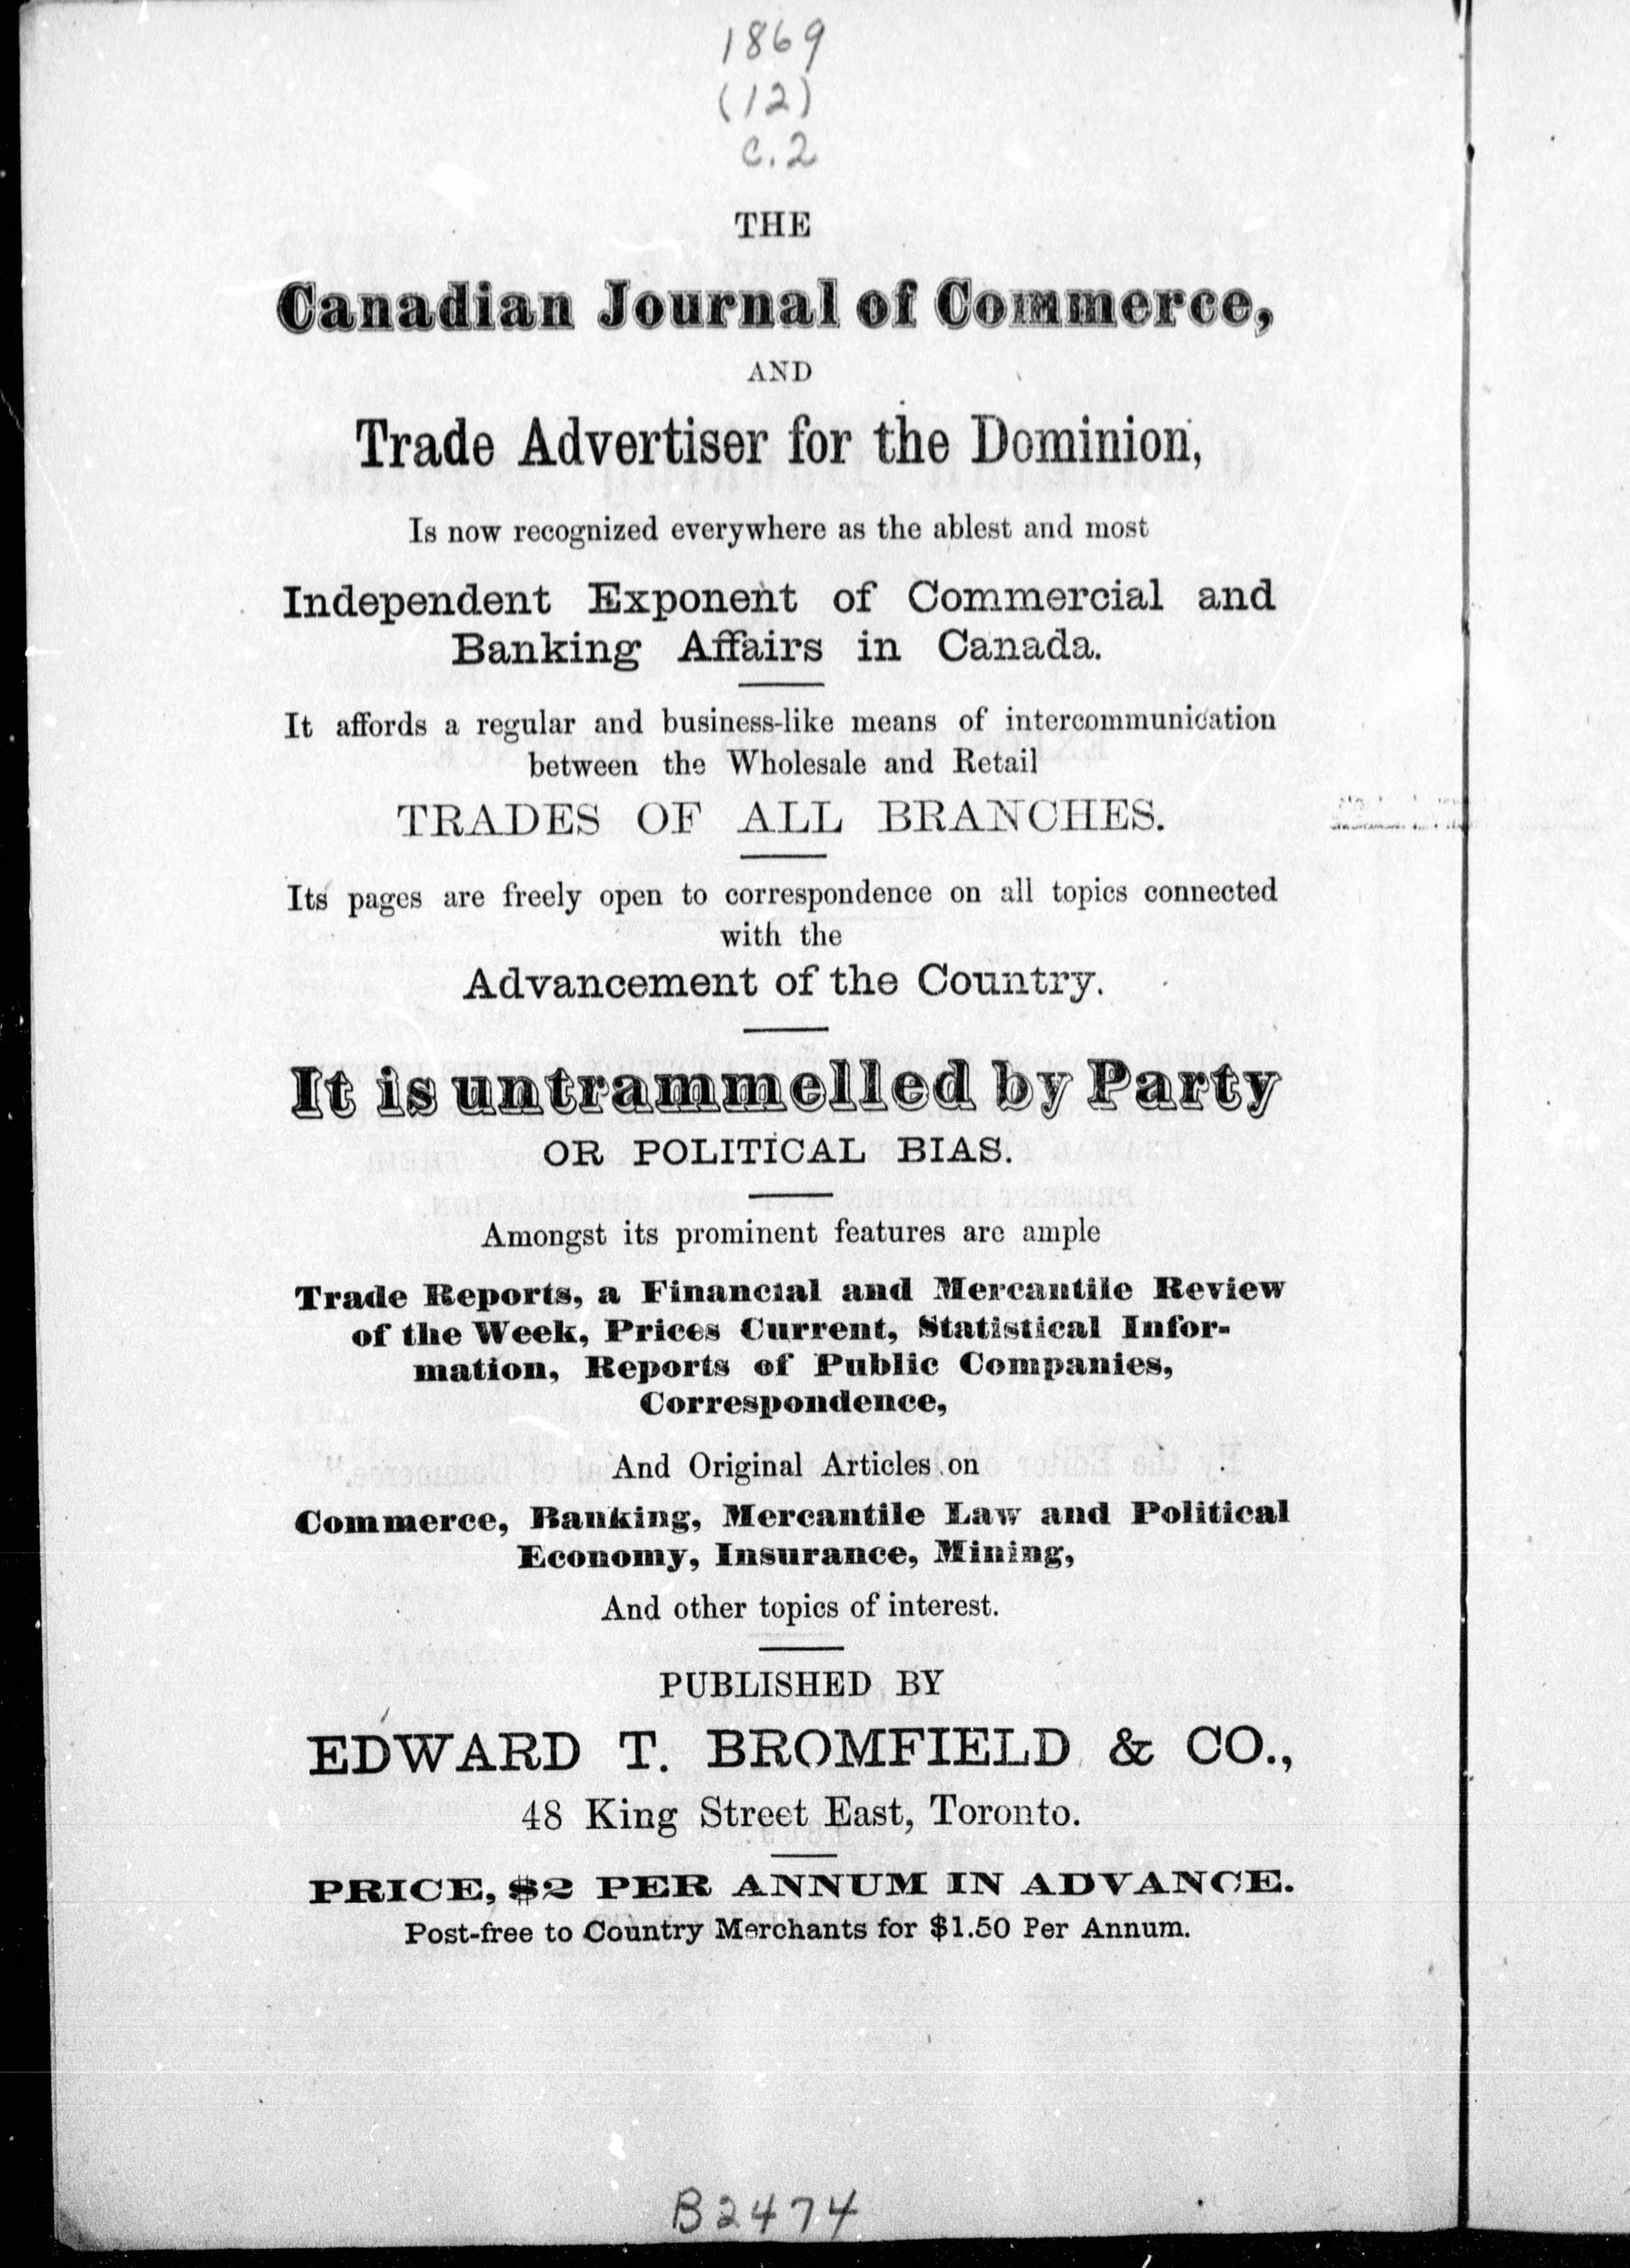 1869
(12)
c.2
THE
Canadian Journal of Commerce,
AND
Trade Advertiser for the Dominion,
Is now recognized everywhere as the ablest and most
Independent Exponent of Commercial and
Banking Affairs in Canada.
It affords a regular and business-like means of intercommunication
between the Wholesale and Retail
TRADES OF ALL BRANCHES.
Its pages are freely open to correspondence on all topics connected
with the
Advancement of the Country.
It is untrammelled by Party
OR POLITICAL BIAS.
Amongst its prominent features are ample
Trade Reports, a Financial and Mercantile Review
of the Week, Prices Current, Statistical Infor-
mation, Reports of Public Companies,
Correspondence,
And Original Articles on
Commerce, Banking, Mercantile Law and Political
Economy, Insurance, Mining,
And other topics of interest.
PUBLISHED BY
EDWARD T. BROMFIELD & CO.,
48 King Street East, Toronto.
PRICE, $2 PER ANNUM IN ADVANCE.
Post-free to Country Merchants for $1.50 Per Annum.
B2474